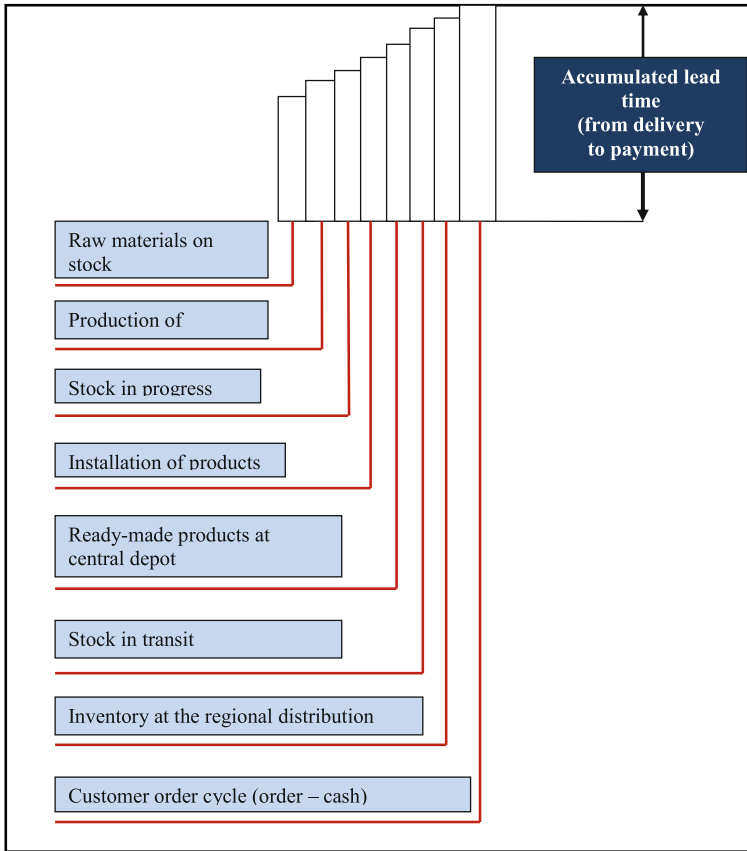 Accumulated lead
time
(from delivery
to payment)
Raw materials on
stock
Production of
Stock in progress
Installation of products
Ready-made products at
central depot
Stock in transit
Inventory at the regional distribution
Customer order cycle (order – cash)